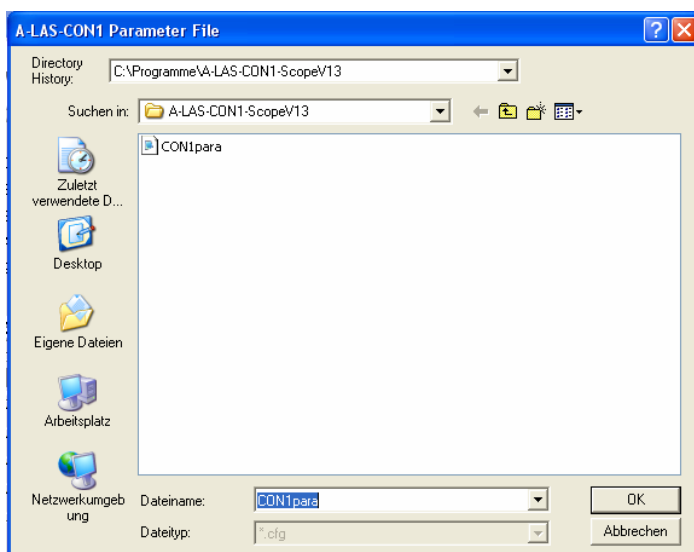 A-LAS-CON1 Parameter File
Directory
History:
C:\Programme\A-LAS-CON1-ScopeV13
Suchen in:
A-LAS-CON1-ScopeV13
CON1para
Zuletzt
verwendete D...
Desktop
Eigene Dateien
Arbeitsplatz
Netzwerkumgeb
ung
Dateiname:
CON1para
OK
Dateityp:
*.cfg
Abbrechen